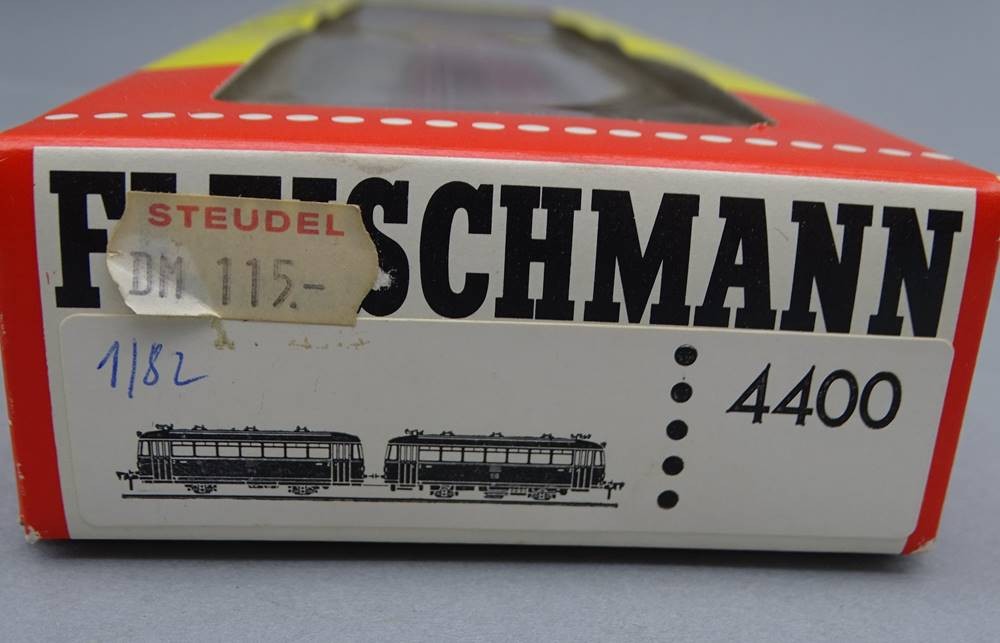 FLEISCHMANN
STEUDEL
DM 115.-
1/82
4400